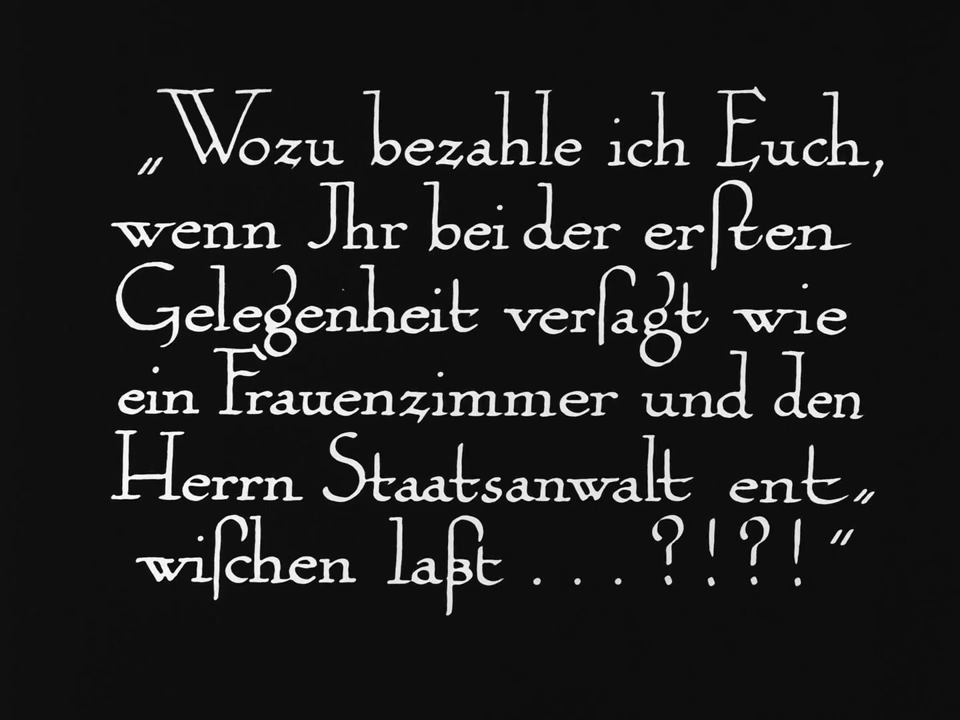 „Wozu bezahle ich Euch,
wenn Ihr bei der erſten
Gelegenheit verſagt wie
ein Frauenzimmer und den
Herrn Staatsanwalt ent„
wiſchen laßt . . . ?!?!“